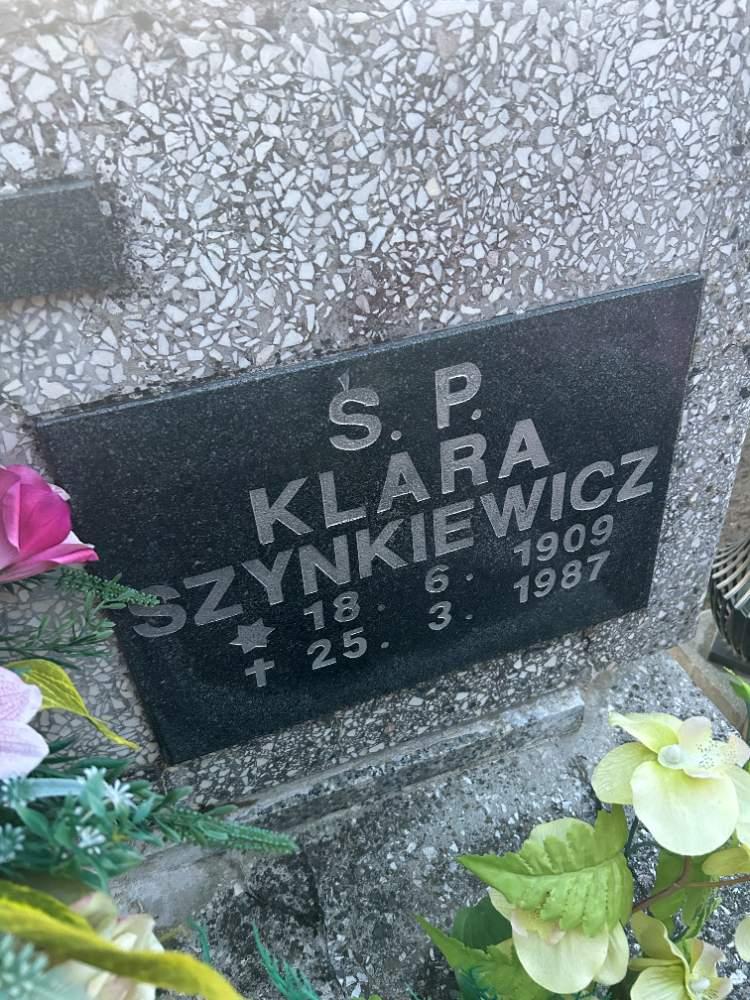 Ś. P.
KLARA
SZYNKIEWICZ
★ 18. 6. 1909
✝ 25. 3. 1987